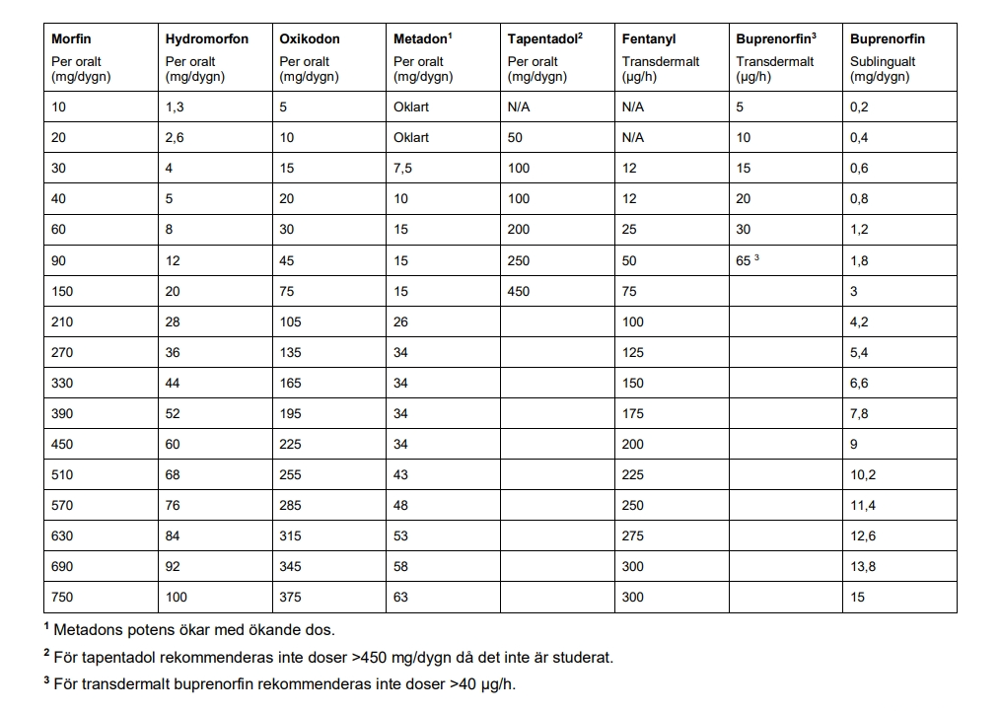 Morfin Hydromorfon Oxikodon Metadon¹ Tapentadol² Fentanyl Buprenorfin³ Buprenorfin
Per oralt Per oralt Per oralt Per oralt Per oralt Transdermalt Transdermalt Sublingualt
(mg/dygn) (mg/dygn) (mg/dygn) (mg/dygn) (mg/dygn) (µg/h) (µg/h) (mg/dygn)
10 1,3 5 Oklart N/A N/A 5 0,2
20 2,6 10 Oklart 50 N/A 10 0,4
30 4 15 7,5 100 12 15 0,6
40 5 20 10 100 12 20 0,8
60 8 30 15 200 25 30 1,2
90 12 45 15 250 50 65 ³ 1,8
150 20 75 15 450 75 3
210 28 105 26 100 4,2
270 36 135 34 125 5,4
330 44 165 34 150 6,6
390 52 195 34 175 7,8
450 60 225 34 200 9
510 68 255 43 225 10,2
570 76 285 48 250 11,4
630 84 315 53 275 12,6
690 92 345 58 300 13,8
750 100 375 63 300 15
¹ Metadons potens ökar med ökande dos.
² För tapentadol rekommenderas inte doser >450 mg/dygn då det inte är studerat.
³ För transdermalt buprenorfin rekommenderas inte doser >40 µg/h.